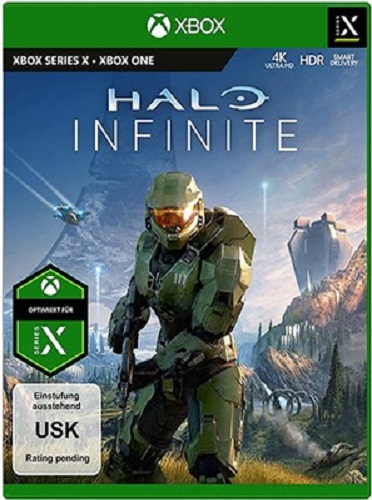 XBOX
XBOX SERIES X • XBOX ONE
4K
ULTRA HD
HDR
SMART
DELIVERY
HALO
INFINITE
OPTIMIERT FÜR
SERIES
X
Einstufung
ausstehend
USK
Rating pending